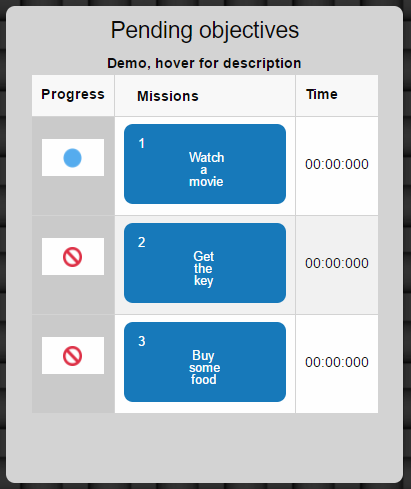 Pending objectives
Demo, hover for description
Progress Missions Time
1
Watch
a
movie
00:00:000
2
Get
the
key
00:00:000
3
Buy
some
food
00:00:000